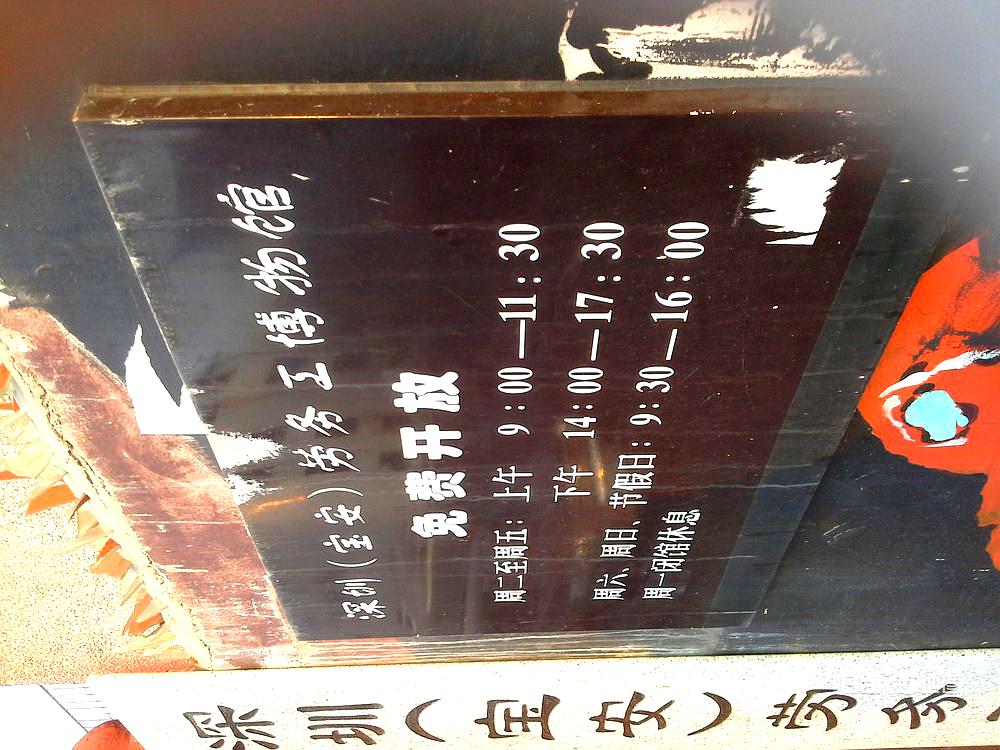 深圳（宝安）劳务工博物馆
免费开放
周二至周五：上午 9:00—11:30
下午 14:00—17:30
周六、周日、节假日：9:30—16:00
周一闭馆休息
深圳（宝安）劳务